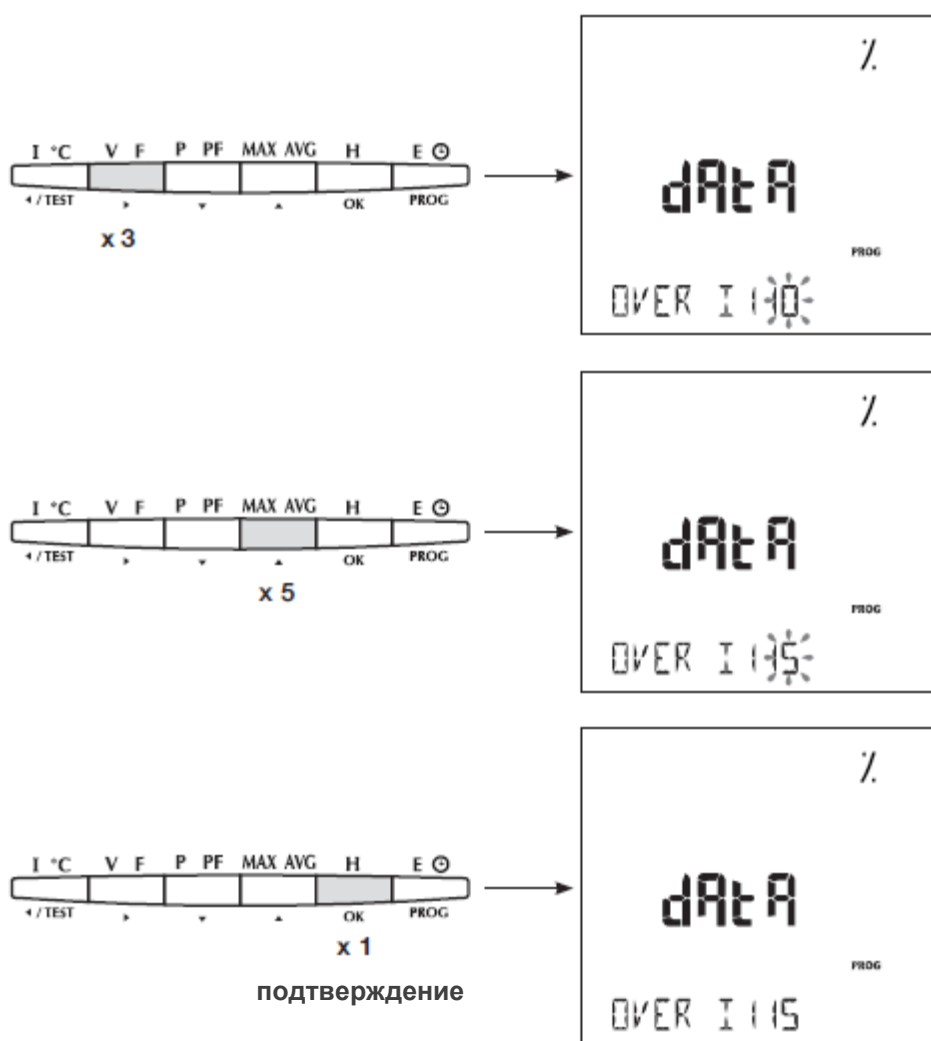 %
I °C V F P PF MAX AVG H E
dAtA
◂ / TEST ▸ ▾ ▴ OK PROG
x 3
PROG
OVER I 110
%
I °C V F P PF MAX AVG H E
dAtA
◂ / TEST ▸ ▾ ▴ OK PROG
x 5
PROG
OVER I 115
%
I °C V F P PF MAX AVG H E
dAtA
◂ / TEST ▸ ▾ ▴ OK PROG
x 1
PROG
подтверждение
OVER I 115